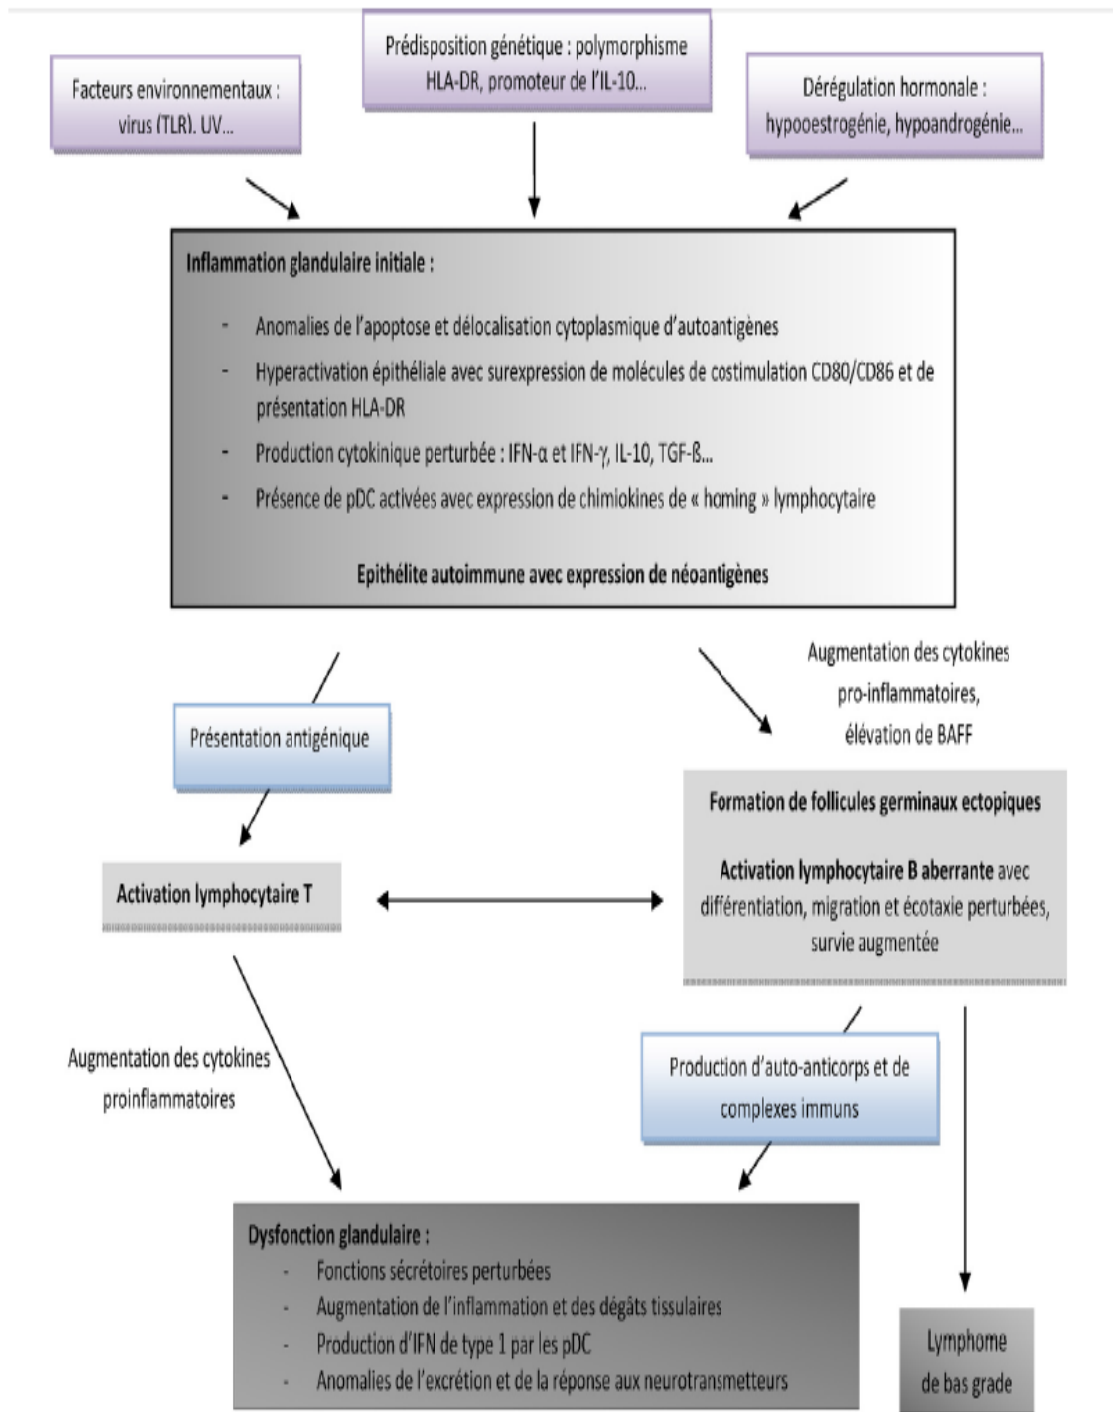 Facteurs environnementaux :
virus (TLR). UV...
Prédisposition génétique : polymorphisme
HLA-DR, promoteur de l'IL-10...
Dérégulation hormonale :
hypooestrogénie, hypoandrogénie...
Inflammation glandulaire initiale :
- Anomalies de l'apoptose et délocalisation cytoplasmique d'autoantigènes
- Hyperactivation épithéliale avec surexpression de molécules de costimulation CD80/CD86 et de
présentation HLA-DR
- Production cytokinique perturbée : IFN-α et IFN-γ, IL-10, TGF-ß...
- Présence de pDC activées avec expression de chimiokines de « homing » lymphocytaire
Epithélite autoimmune avec expression de néoantigènes
Augmentation des cytokines
pro-inflammatoires,
élévation de BAFF
Présentation antigénique
Formation de follicules germinaux ectopiques
Activation lymphocytaire B aberrante avec
différentiation, migration et écotaxie perturbées,
survie augmentée
Activation lymphocytaire T
Augmentation des cytokines
proinflammatoires
Production d'auto-anticorps et de
complexes immuns
Dysfonction glandulaire :
- Fonctions sécrétoires perturbées
- Augmentation de l'inflammation et des dégâts tissulaires
- Production d'IFN de type 1 par les pDC
- Anomalies de l'excrétion et de la réponse aux neurotransmetteurs
Lymphome
de bas grade